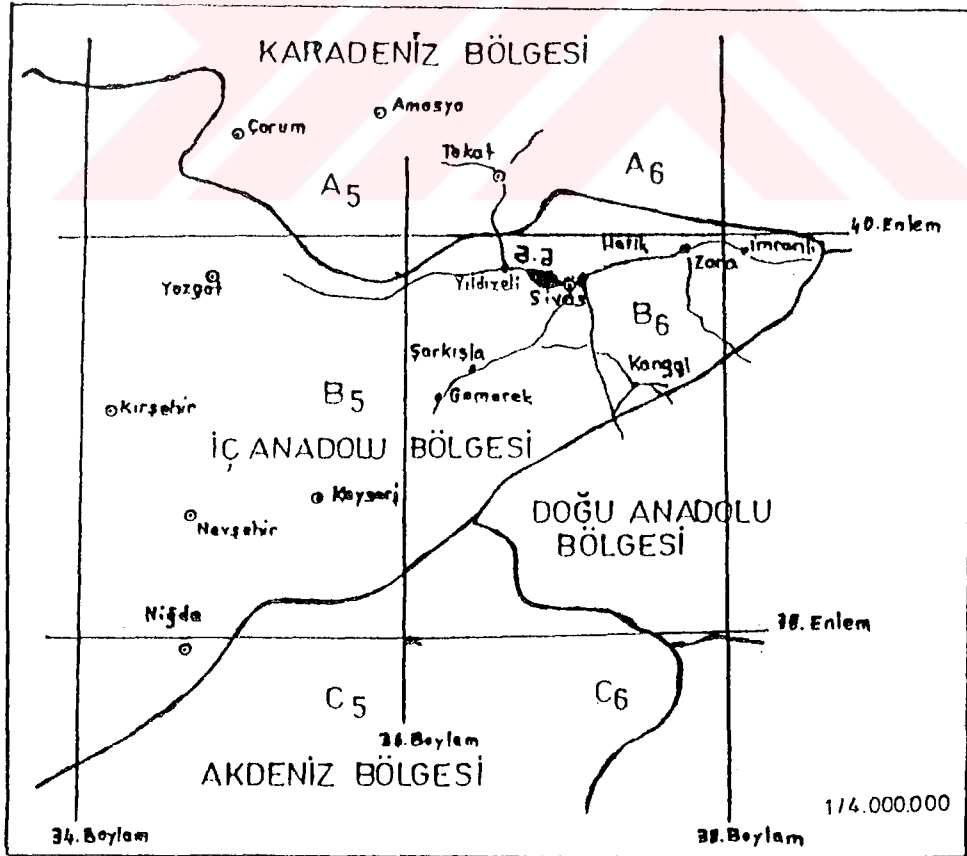 KARADENİZ BÖLGESİ
Amasya
Çorum
Tokat
A5
A6
40.Enlem
Hafik
İmranlı
Zara
Yıldızeli
Sivas
Yozgat
B6
Şarkışla
Kangal
Gemerek
B5
Kırşehir
İÇ ANADOLU BÖLGESİ
Kayseri
Nevşehir
DOĞU ANADOLU
BÖLGESİ
Niğde
38.Enlem
C5
C6
36.Boylam
AKDENİZ BÖLGESİ
1/4.000.000
34.Boylam
38.Boylam